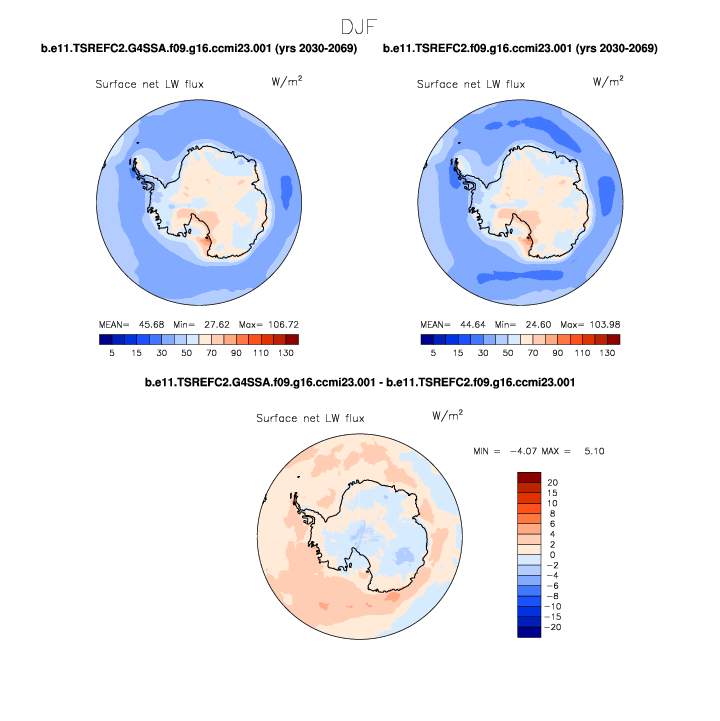 DJF
b.e11.TSREFC2.G4SSA.f09.g16.ccmi23.001 (yrs 2030-2069) b.e11.TSREFC2.f09.g16.ccmi23.001 (yrs 2030-2069)
Surface net LW flux W/m² Surface net LW flux W/m²
MEAN= 45.68 Min= 27.62 Max= 106.72 MEAN= 44.64 Min= 24.60 Max= 103.98
5 15 30 50 70 90 110 130 5 15 30 50 70 90 110 130
b.e11.TSREFC2.G4SSA.f09.g16.ccmi23.001 - b.e11.TSREFC2.f09.g16.ccmi23.001
Surface net LW flux W/m²
MIN = -4.07 MAX = 5.10
20
15
10
8
6
4
2
0
-2
-4
-6
-8
-10
-15
-20